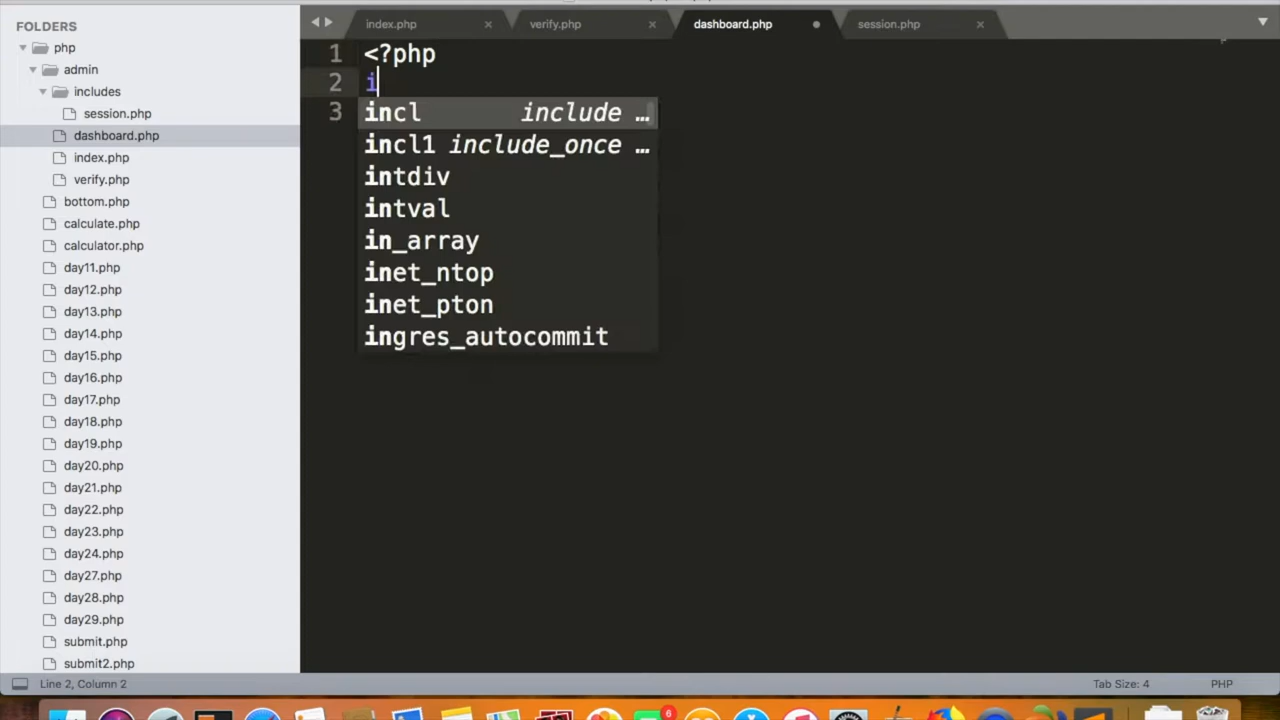 FOLDERS
php
admin
includes
session.php
dashboard.php
index.php
verify.php
bottom.php
calculate.php
calculator.php
day11.php
day12.php
day13.php
day14.php
day15.php
day16.php
day17.php
day18.php
day19.php
day20.php
day21.php
day22.php
day23.php
day24.php
day27.php
day28.php
day29.php
submit.php
submit2.php
index.php
verify.php
dashboard.php
session.php
1 <?php
2 i
3
incl include …
incl1 include_once …
intdiv
intval
in_array
inet_ntop
inet_pton
ingres_autocommit
Line 2, Column 2
Tab Size: 4
PHP
6